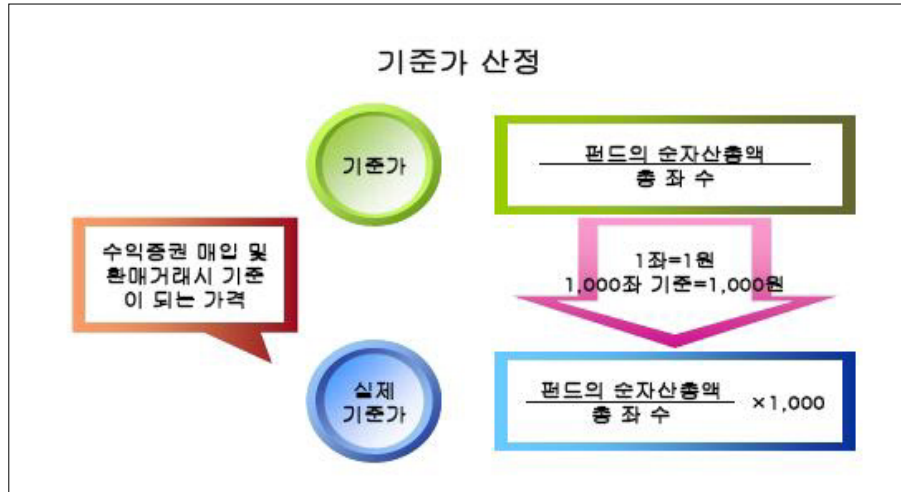 기준가 산정
기준가
펀드의 순자산총액
총 좌 수
수익증권 매입 및
환매거래시 기준
이 되는 가격
1좌=1원
1,000좌 기준=1,000원
실제
기준가
펀드의 순자산총액
총 좌 수
×1,000